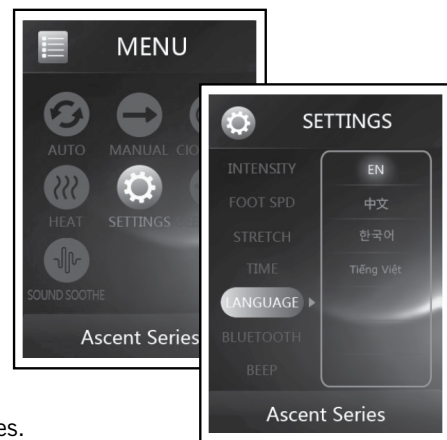 MENU
AUTO
MANUAL
HEAT
SETTINGS
SOUND SOOTHE
Ascent Series
SETTINGS
INTENSITY
FOOT SPD
STRETCH
TIME
LANGUAGE
BLUETOOTH
BEEP
EN
中文
한국어
Tiếng Việt
Ascent Series
es.